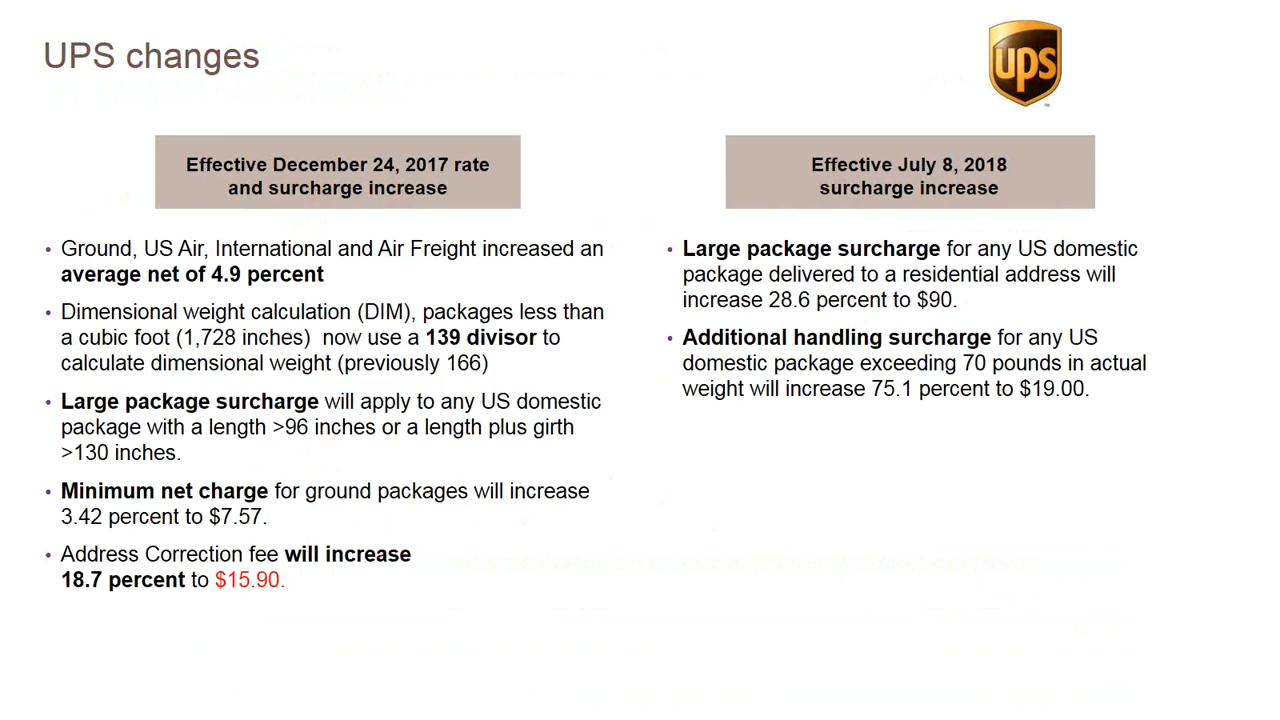 UPS changes
ups
Effective December 24, 2017 rate
and surcharge increase
• Ground, US Air, International and Air Freight increased an
average net of 4.9 percent
• Dimensional weight calculation (DIM), packages less than
a cubic foot (1,728 inches)  now use a 139 divisor to
calculate dimensional weight (previously 166)
• Large package surcharge will apply to any US domestic
package with a length >96 inches or a length plus girth
>130 inches.
• Minimum net charge for ground packages will increase
3.42 percent to $7.57.
• Address Correction fee will increase
18.7 percent to $15.90.
Effective July 8, 2018
surcharge increase
• Large package surcharge for any US domestic
package delivered to a residential address will
increase 28.6 percent to $90.
• Additional handling surcharge for any US
domestic package exceeding 70 pounds in actual
weight will increase 75.1 percent to $19.00.